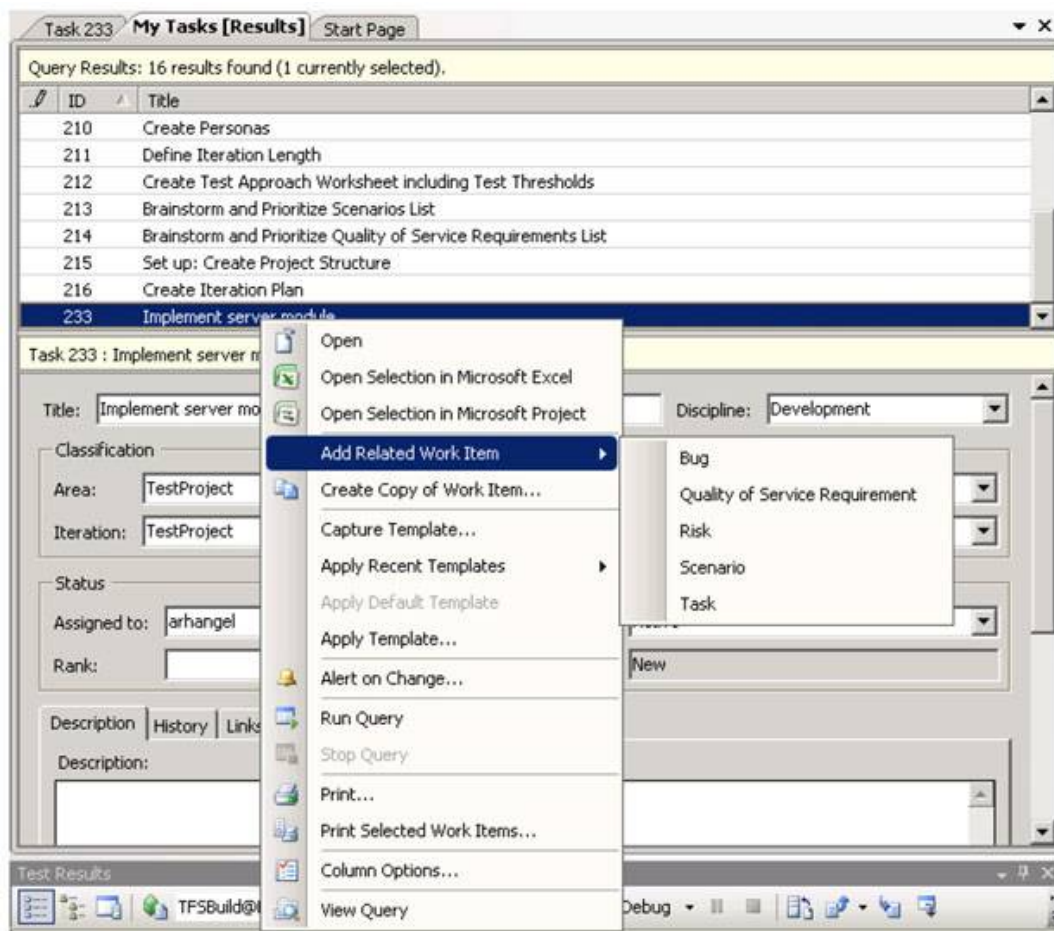 Task 233 My Tasks [Results] Start Page
Query Results: 16 results found (1 currently selected).
ID Title
210 Create Personas
211 Define Iteration Length
212 Create Test Approach Worksheet including Test Thresholds
213 Brainstorm and Prioritize Scenarios List
214 Brainstorm and Prioritize Quality of Service Requirements List
215 Set up: Create Project Structure
216 Create Iteration Plan
233 Implement server module
Task 233 : Implement server m
Title: Implement server mo
Discipline: Development
Classification
Area: TestProject
Iteration: TestProject
Status
Assigned to: arhangel
Rank:
New
Description History Links
Description:
Open
Open Selection in Microsoft Excel
Open Selection in Microsoft Project
Add Related Work Item
Create Copy of Work Item...
Capture Template...
Apply Recent Templates
Apply Default Template
Apply Template...
Alert on Change...
Run Query
Stop Query
Print...
Print Selected Work Items...
Column Options...
View Query
Bug
Quality of Service Requirement
Risk
Scenario
Task
Test Results
TFSBuild@ Debug